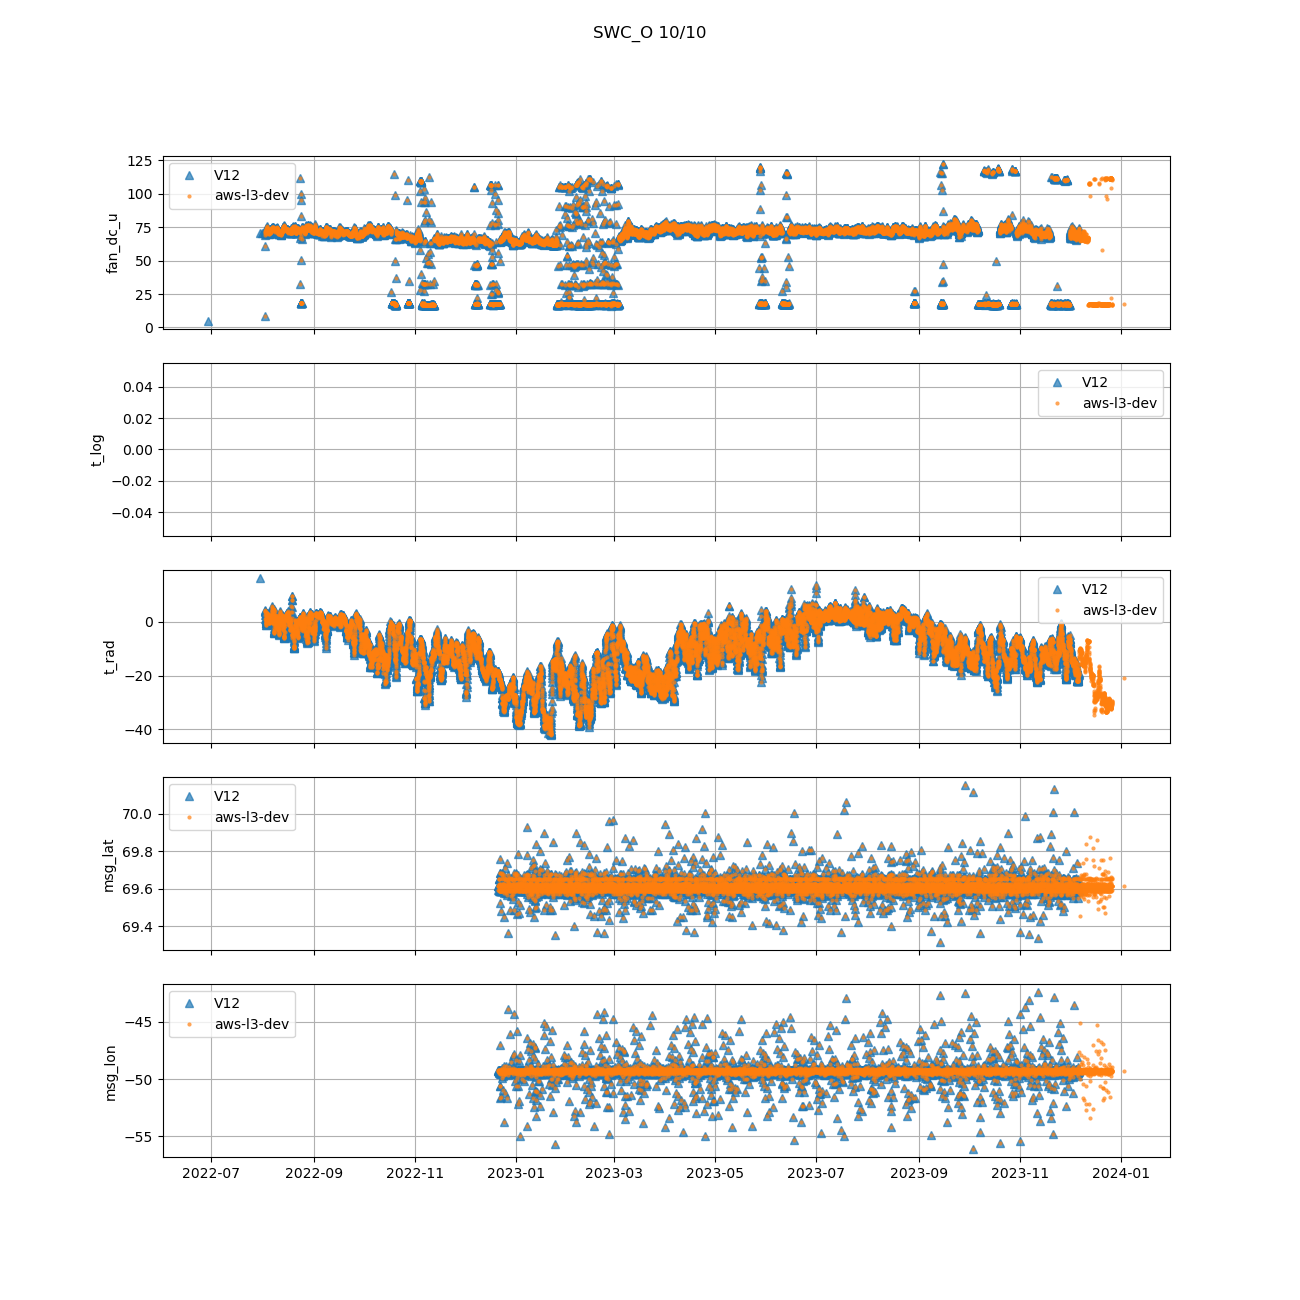 SWC_O 10/10
125
100
75
50
25
0
fan_dc_u
V12
aws-l3-dev
0.04
0.02
0.00
−0.02
−0.04
t_log
V12
aws-l3-dev
0
−20
−40
t_rad
V12
aws-l3-dev
70.0
69.8
69.6
69.4
msg_lat
V12
aws-l3-dev
−45
−50
−55
msg_lon
V12
aws-l3-dev
2022-07 2022-09 2022-11 2023-01 2023-03 2023-05 2023-07 2023-09 2023-11 2024-01